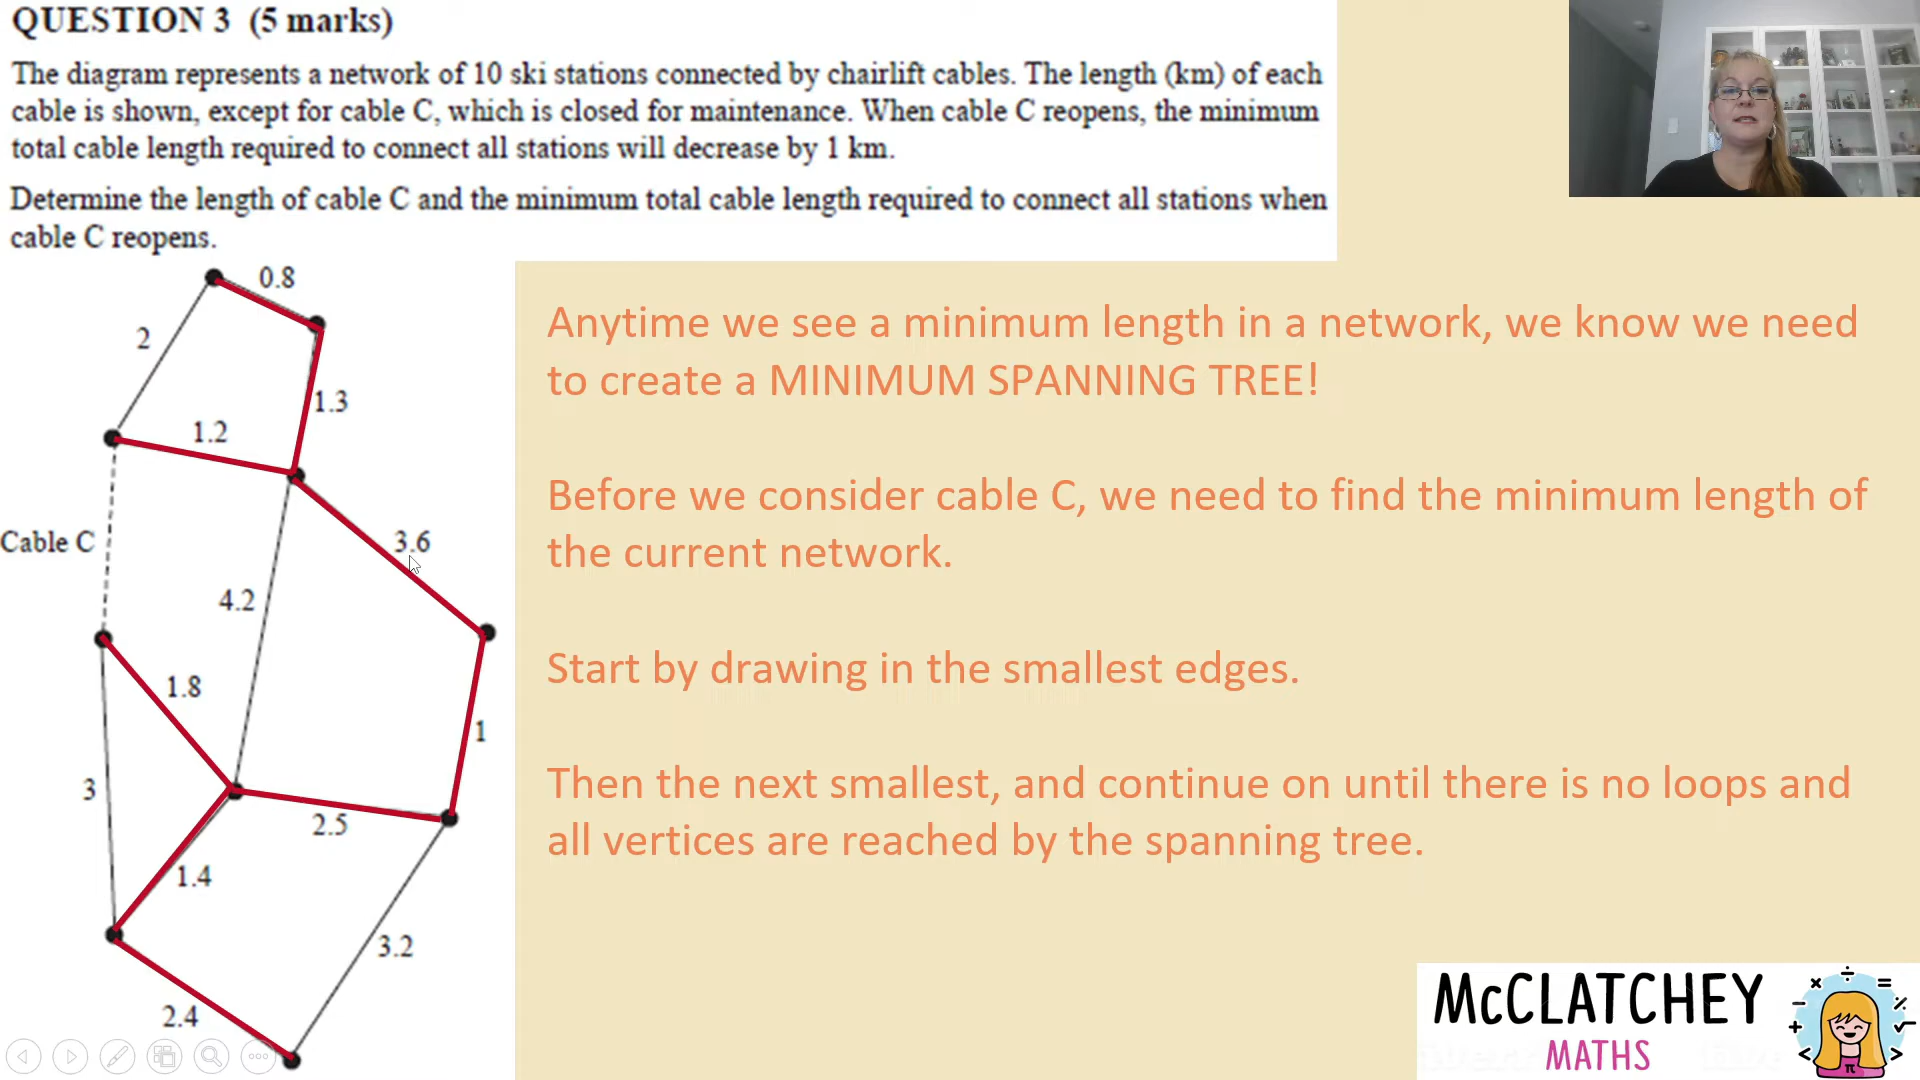 QUESTION 3 (5 marks)
The diagram represents a network of 10 ski stations connected by chairlift cables. The length (km) of each
cable is shown, except for cable C, which is closed for maintenance. When cable C reopens, the minimum
total cable length required to connect all stations will decrease by 1 km.
Determine the length of cable C and the minimum total cable length required to connect all stations when
cable C reopens.
0.8
2
1.3
1.2
Cable C
3.6
4.2
1.8
1
3
2.5
1.4
3.2
2.4
Anytime we see a minimum length in a network, we know we need
to create a MINIMUM SPANNING TREE!
Before we consider cable C, we need to find the minimum length of
the current network.
Start by drawing in the smallest edges.
Then the next smallest, and continue on until there is no loops and
all vertices are reached by the spanning tree.
McCLATCHEY
MATHS
π